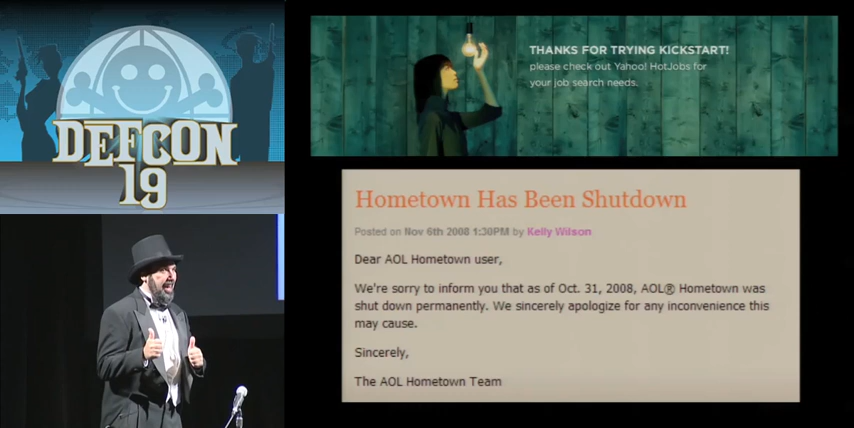 DEFCON
19
THANKS FOR TRYING KICKSTART!
please check out Yahoo! HotJobs for
your job search needs.
Hometown Has Been Shutdown
Posted on Nov 6th 2008 1:30PM by Kelly Wilson
Dear AOL Hometown user,
We're sorry to inform you that as of Oct. 31, 2008, AOL® Hometown was
shut down permanently. We sincerely apologize for any inconvenience this
may cause.
Sincerely,
The AOL Hometown Team